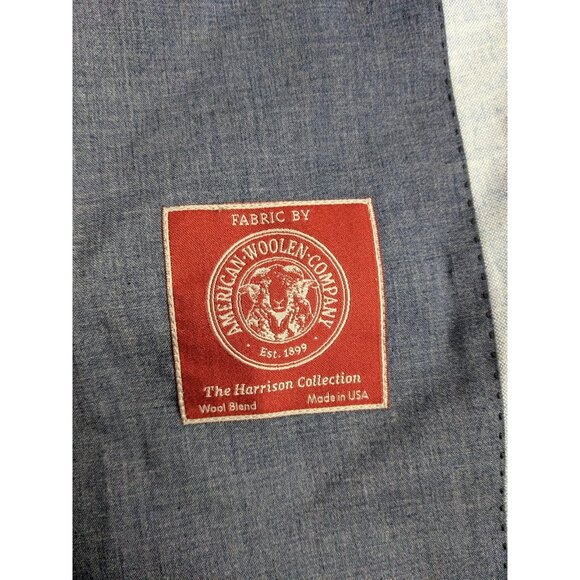 FABRIC BY
AMERICAN·WOOLEN·COMPANY
· Est. 1899 ·
The Harrison Collection
Wool Blend Made in USA